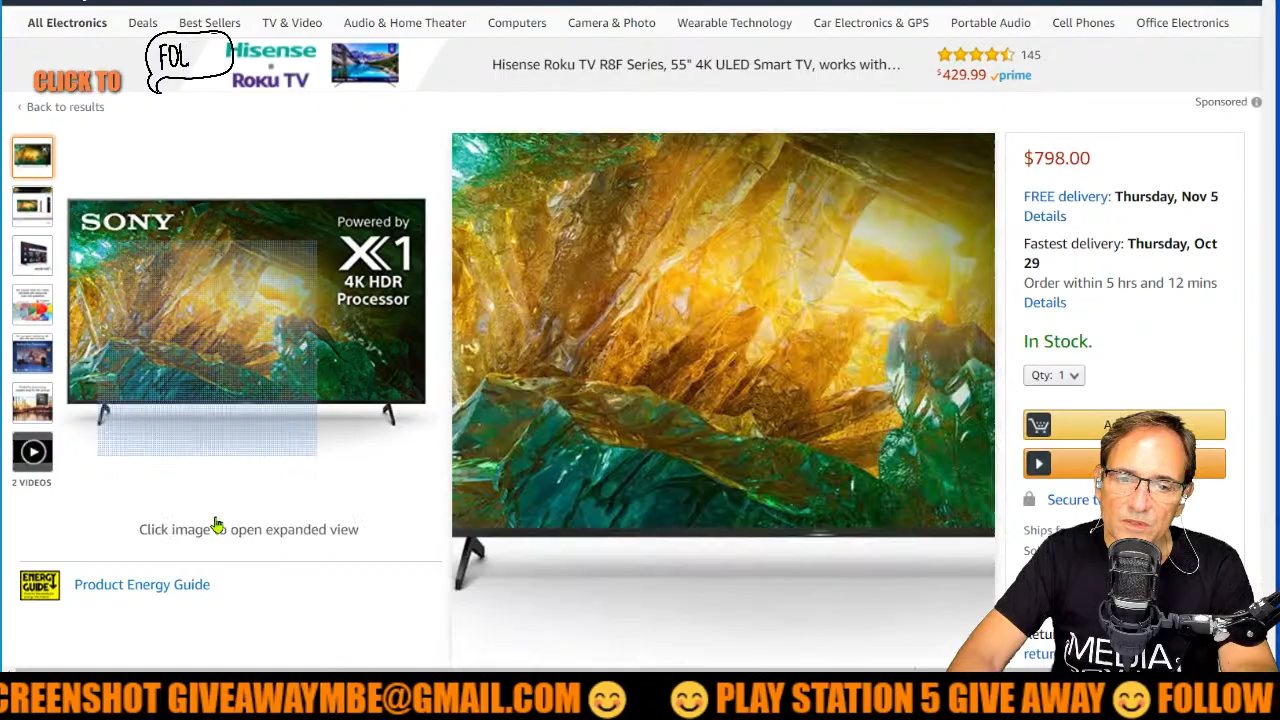 All Electronics Deals Best Sellers TV & Video Audio & Home Theater Computers Camera & Photo Wearable Technology Car Electronics & GPS Portable Audio Cell Phones Office Electronics
FDL
Hisense
Roku TV
Hisense Roku TV R8F Series, 55" 4K ULED Smart TV, works with…
145
$429.99 prime
CLICK TO
‹ Back to results
Sponsored
SONY
Powered by
X1
4K HDR
Processor
2 VIDEOS
Click image to open expanded view
ENERGY GUIDE
Product Energy Guide
$798.00
FREE delivery: Thursday, Nov 5
Details
Fastest delivery: Thursday, Oct
29
Order within 5 hrs and 12 mins
Details
In Stock.
Qty: 1
Secure
Ships
MEDIA
CREENSHOT GIVEAWAYMBE@GMAIL.COM PLAY STATION 5 GIVE AWAY FOLLOW